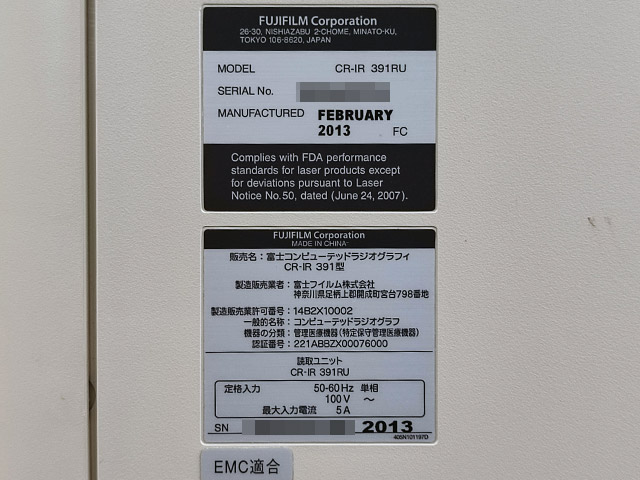 FUJIFILM Corporation
26-30, NISHIAZABU 2-CHOME, MINATO-KU,
TOKYO 106-8620, JAPAN
MODEL CR-IR 391RU
SERIAL No.
MANUFACTURED FEBRUARY
2013 FC
Complies with FDA performance
standards for laser products except
for deviations pursuant to Laser
Notice No.50, dated (June 24, 2007).
FUJIFILM Corporation
MADE IN CHINA
販売名：富士コンピューテッドラジオグラフィ
CR-IR 391型
製造販売業者：富士フイルム株式会社
神奈川県足柄上郡開成町宮台798番地
製造販売業許可番号：14B2X10002
一般的名称：コンピューテッドラジオグラフ
機器の分類：管理医療機器（特定保守管理医療機器）
認証番号：221ABBZX00076000
読取ユニット
CR-IR 391RU
定格入力 50-60Hz 単相
100V ～
最大入力電流 5A
SN 2013
405N101197D
EMC適合